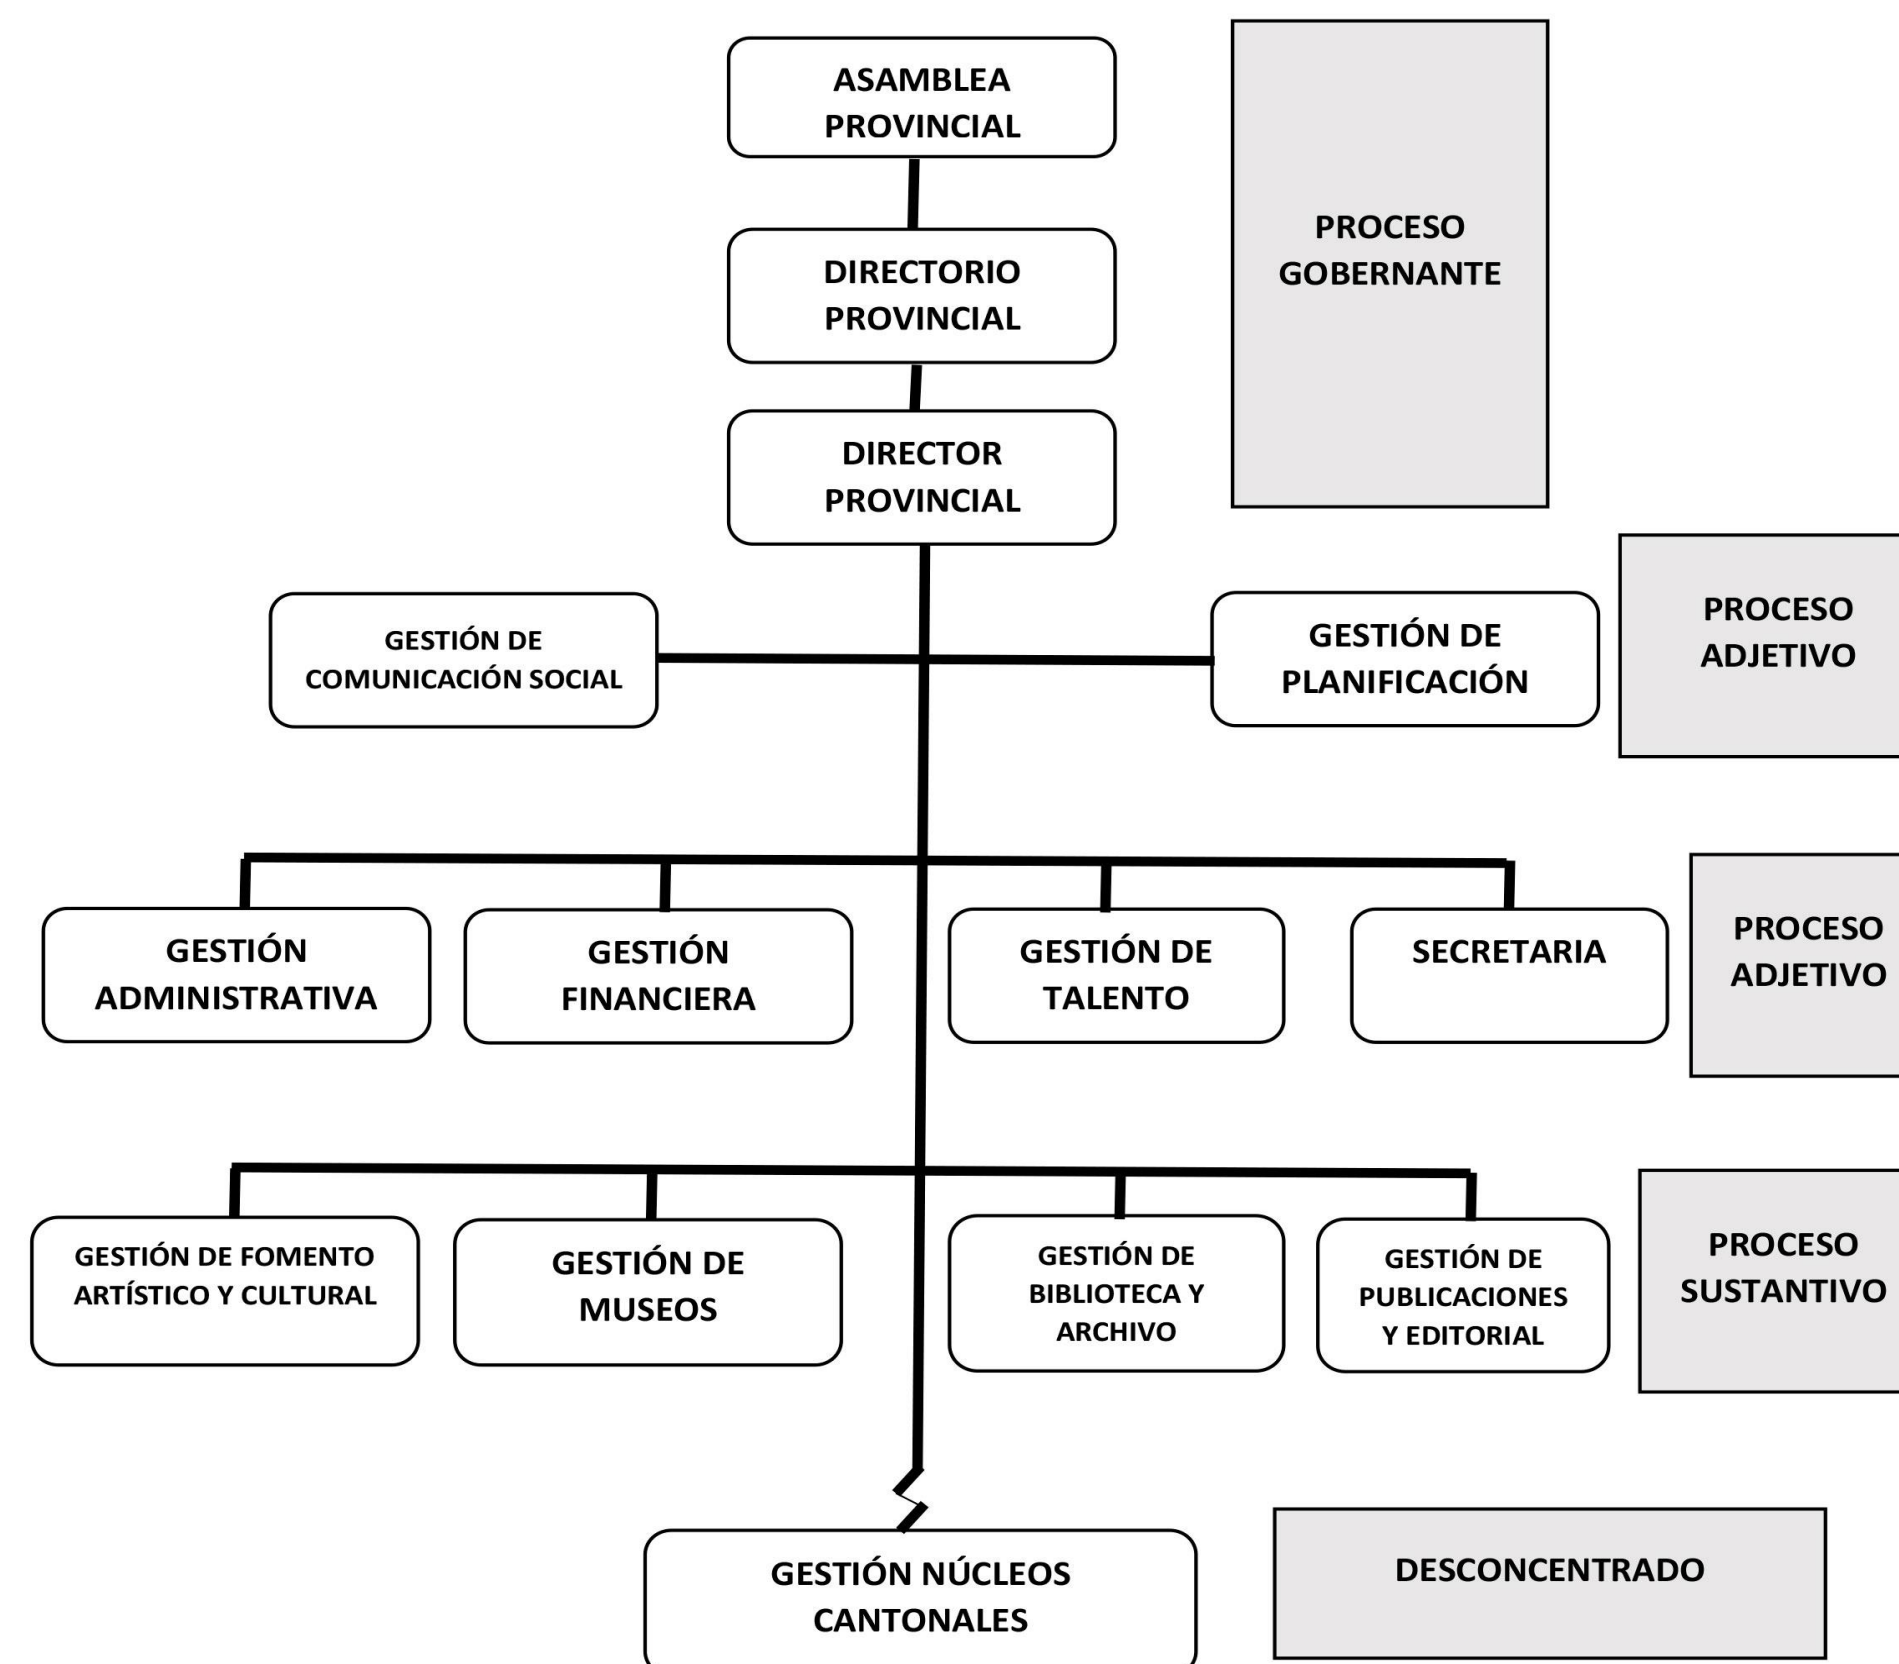 ASAMBLEA
PROVINCIAL
PROCESO
GOBERNANTE
DIRECTORIO
PROVINCIAL
DIRECTOR
PROVINCIAL
GESTIÓN DE
COMUNICACIÓN SOCIAL
GESTIÓN DE
PLANIFICACIÓN
PROCESO
ADJETIVO
GESTIÓN
ADMINISTRATIVA
GESTIÓN
FINANCIERA
GESTIÓN DE
TALENTO
SECRETARIA
PROCESO
ADJETIVO
GESTIÓN DE FOMENTO
ARTÍSTICO Y CULTURAL
GESTIÓN DE
MUSEOS
GESTIÓN DE
BIBLIOTECA Y
ARCHIVO
GESTIÓN DE
PUBLICACIONES
Y EDITORIAL
PROCESO
SUSTANTIVO
GESTIÓN NÚCLEOS
CANTONALES
DESCONCENTRADO